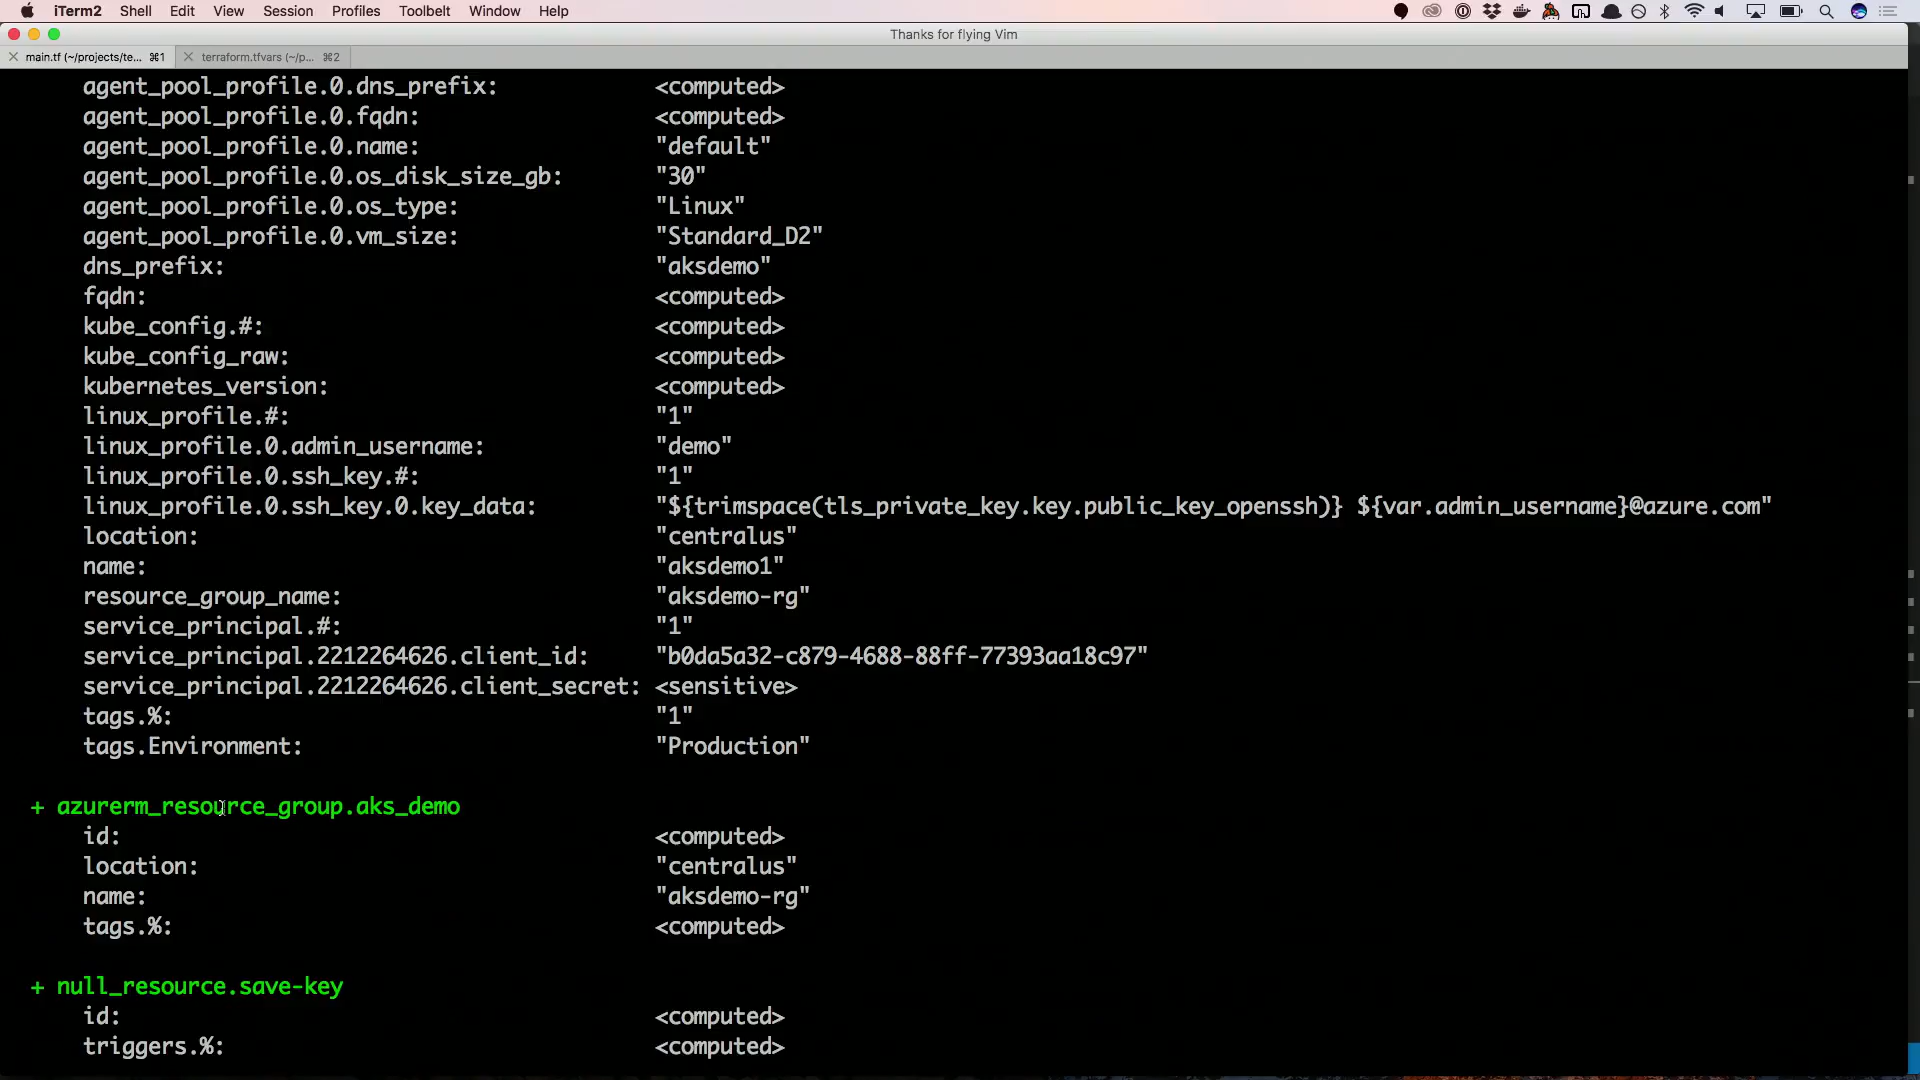 iTerm2 Shell Edit View Session Profiles Toolbelt Window Help
Thanks for flying Vim
main.tf (~/projects/te... ⌘1 terraform.tfvars (~/p... ⌘2
agent_pool_profile.0.dns_prefix: <computed>
agent_pool_profile.0.fqdn: <computed>
agent_pool_profile.0.name: "default"
agent_pool_profile.0.os_disk_size_gb: "30"
agent_pool_profile.0.os_type: "Linux"
agent_pool_profile.0.vm_size: "Standard_D2"
dns_prefix: "aksdemo"
fqdn: <computed>
kube_config.#: <computed>
kube_config_raw: <computed>
kubernetes_version: <computed>
linux_profile.#: "1"
linux_profile.0.admin_username: "demo"
linux_profile.0.ssh_key.#: "1"
linux_profile.0.ssh_key.0.key_data: "${trimspace(tls_private_key.key.public_key_openssh)} ${var.admin_username}@azure.com"
location: "centralus"
name: "aksdemo1"
resource_group_name: "aksdemo-rg"
service_principal.#: "1"
service_principal.2212264626.client_id: "b0da5a32-c879-4688-88ff-77393aa18c97"
service_principal.2212264626.client_secret: <sensitive>
tags.%: "1"
tags.Environment: "Production"
+ azurerm_resource_group.aks_demo
id: <computed>
location: "centralus"
name: "aksdemo-rg"
tags.%: <computed>
+ null_resource.save-key
id: <computed>
triggers.%: <computed>